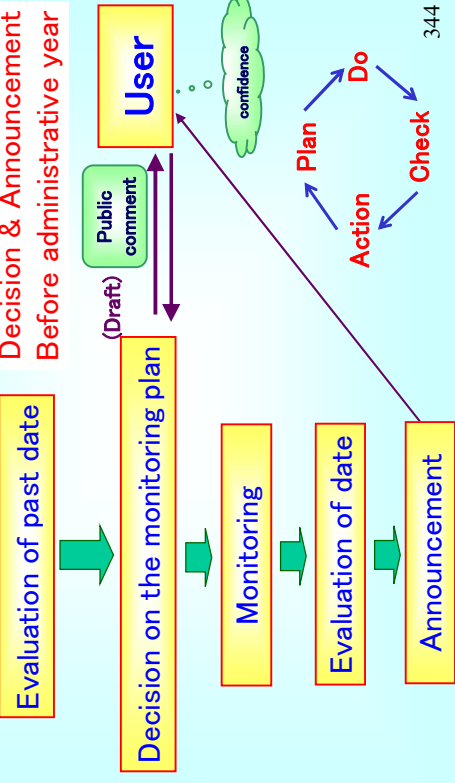 Decision & Announcement
Before administrative year
Evaluation of past date
(Draft)
Public
comment
User
confidence
Decision on the monitoring plan
Monitoring
Evaluation of date
Announcement
Plan
Do
Check
Action
344